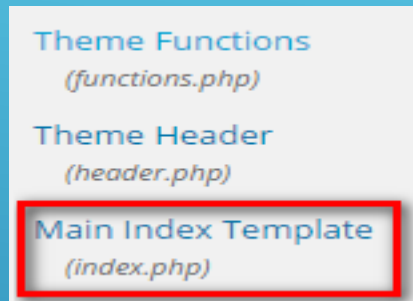 Theme Functions
(functions.php)
Theme Header
(header.php)
Main Index Template
(index.php)